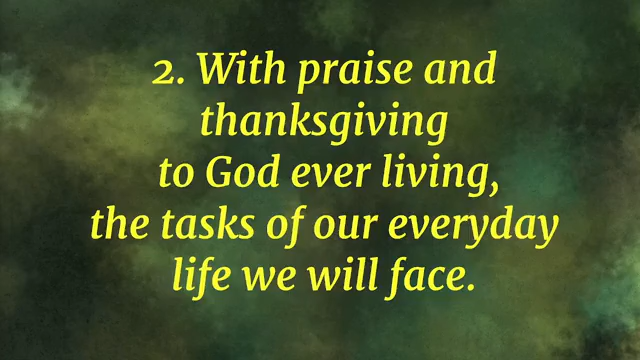 2. With praise and
thanksgiving
to God ever living,
the tasks of our everyday
life we will face.